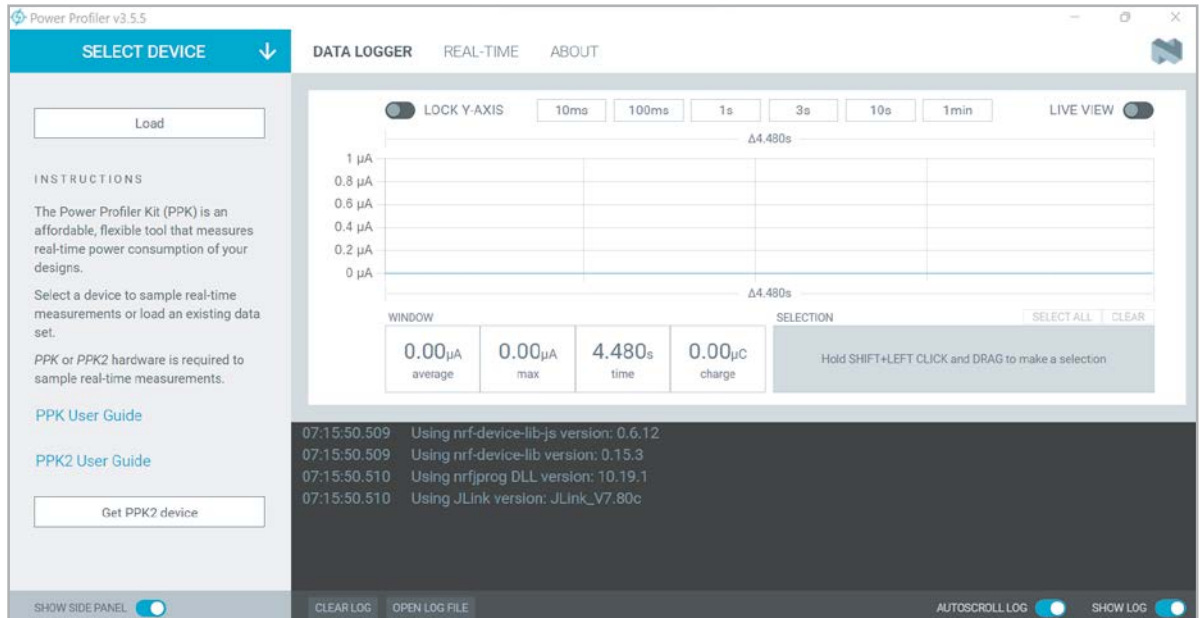 Power Profiler v3.5.5
SELECT DEVICE
DATA LOGGER REAL-TIME ABOUT
Load
INSTRUCTIONS
The Power Profiler Kit (PPK) is an
affordable, flexible tool that measures
real-time power consumption of your
designs.
Select a device to sample real-time
measurements or load an existing data
set.
PPK or PPK2 hardware is required to
sample real-time measurements.
PPK User Guide
PPK2 User Guide
Get PPK2 device
SHOW SIDE PANEL
LOCK Y-AXIS 10ms 100ms 1s 3s 10s 1min LIVE VIEW
Δ4.480s
1 µA
0.8 µA
0.6 µA
0.4 µA
0.2 µA
0 µA
Δ4.480s
WINDOW SELECTION SELECT ALL CLEAR
0.00µA 0.00µA 4.480s 0.00µC
average max time charge
Hold SHIFT+LEFT CLICK and DRAG to make a selection
07:15:50.509 Using nrf-device-lib-js version: 0.6.12
07:15:50.509 Using nrf-device-lib version: 0.15.3
07:15:50.510 Using nrfjprog DLL version: 10.19.1
07:15:50.510 Using JLink version: JLink_V7.80c
CLEAR LOG OPEN LOG FILE AUTOSCROLL LOG SHOW LOG